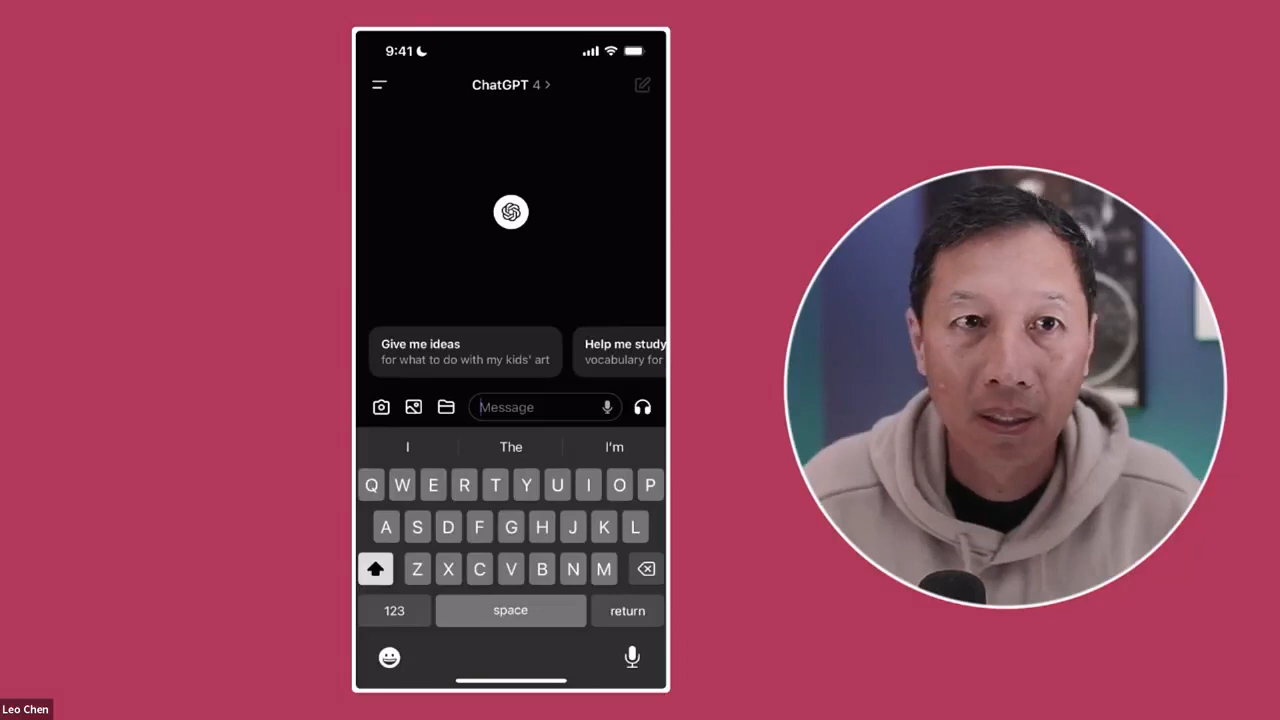 9:41
ChatGPT 4 >
Give me ideas
for what to do with my kids' art
Help me study
vocabulary for
Message
I The I'm
Q W E R T Y U I O P
A S D F G H J K L
Z X C V B N M
123 space return
Leo Chen